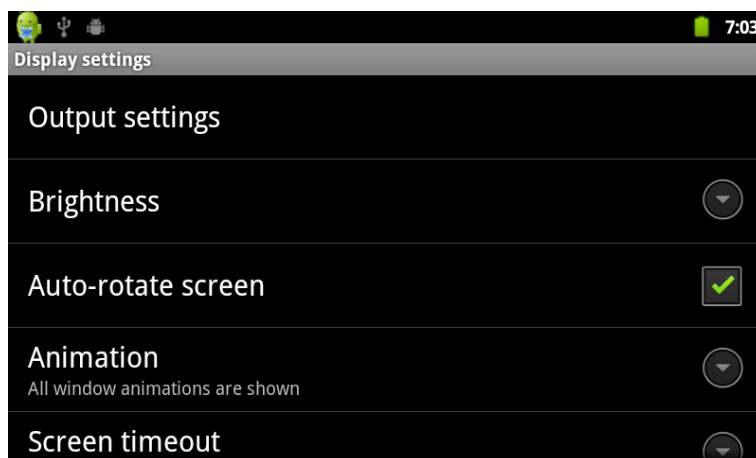 7:03
Display settings
Output settings
Brightness
Auto-rotate screen
Animation
All window animations are shown
Screen timeout